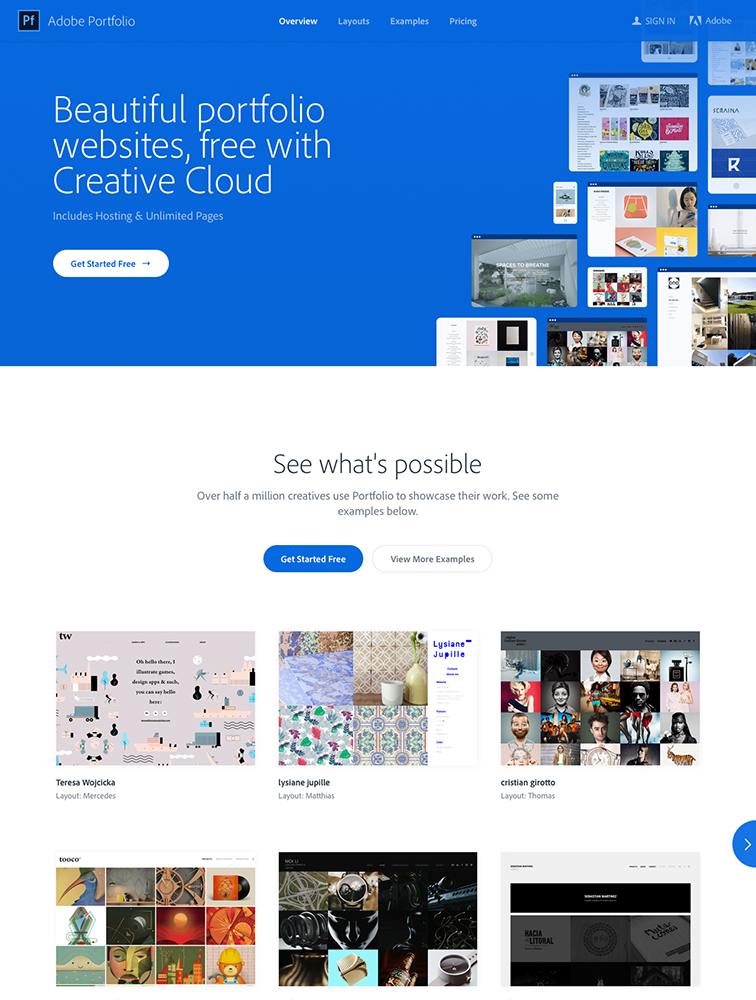 Pf Adobe Portfolio
Overview Layouts Examples Pricing
SIGN IN Adobe
Beautiful portfolio
websites, free with
Creative Cloud
Includes Hosting & Unlimited Pages
Get Started Free →
SERAINA
SPACES TO BREATHE
See what's possible
Over half a million creatives use Portfolio to showcase their work. See some
examples below.
Get Started Free
View More Examples
tw
Oh hello there, I
illustrate games,
design apps & such,
you can say hello
here:
Lysiane
Jupille
Teresa Wojcicka
Layout: Mercedes
lysiane jupille
Layout: Matthias
cristian girotto
Layout: Thomas
tooco
NICK LI
SEBASTIAN MARTINEZ
HACIA
LITORAL